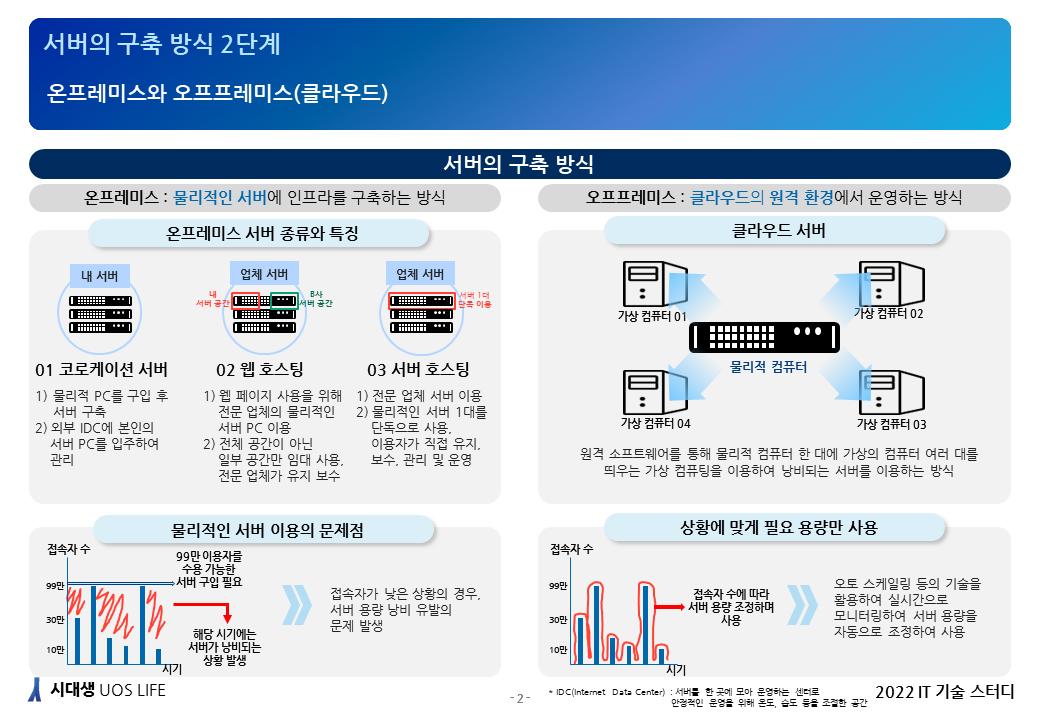 서버의 구축 방식 2단계
온프레미스와 오프프레미스(클라우드)
서버의 구축 방식
온프레미스 : 물리적인 서버에 인프라를 구축하는 방식
온프레미스 서버 종류와 특징
내 서버
01 코로케이션 서버
1) 물리적 PC를 구입 후
서버 구축
2) 외부 IDC에 본인의
서버 PC를 입주하여
관리
업체 서버
내
서버 공간
B사
서버 공간
02 웹 호스팅
1) 웹 페이지 사용을 위해
전문 업체의 물리적인
서버 PC 이용
2) 전체 공간이 아닌
일부 공간만 임대 사용,
전문 업체가 유지 보수
업체 서버
서버 1대
단독 이용
03 서버 호스팅
1) 전문 업체 서버 이용
2) 물리적인 서버 1대를
단독으로 사용,
이용자가 직접 유지,
보수, 관리 및 운영
물리적인 서버 이용의 문제점
접속자 수
99만
30만
10만
시기
99만 이용자를
수용 가능한
서버 구입 필요
해당 시기에는
서버가 낭비되는
상황 발생
접속자가 낮은 상황의 경우,
서버 용량 낭비 유발의
문제 발생
오프프레미스 : 클라우드의 원격 환경에서 운영하는 방식
클라우드 서버
가상 컴퓨터 01
가상 컴퓨터 02
물리적 컴퓨터
가상 컴퓨터 04
가상 컴퓨터 03
원격 소프트웨어를 통해 물리적 컴퓨터 한 대에 가상의 컴퓨터 여러 대를
띄우는 가상 컴퓨팅을 이용하여 낭비되는 서버를 이용하는 방식
상황에 맞게 필요 용량만 사용
접속자 수
99만
30만
10만
시기
접속자 수에 따라
서버 용량 조정하며
사용
오토 스케일링 등의 기술을
활용하여 실시간으로
모니터링하여 서버 용량을
자동으로 조정하여 사용
시대생 UOS LIFE
- 2 -
* IDC(Internet Data Center) : 서버를 한 곳에 모아 운영하는 센터로
안정적인 운영을 위해 온도, 습도 등을 조절한 공간
2022 IT 기술 스터디